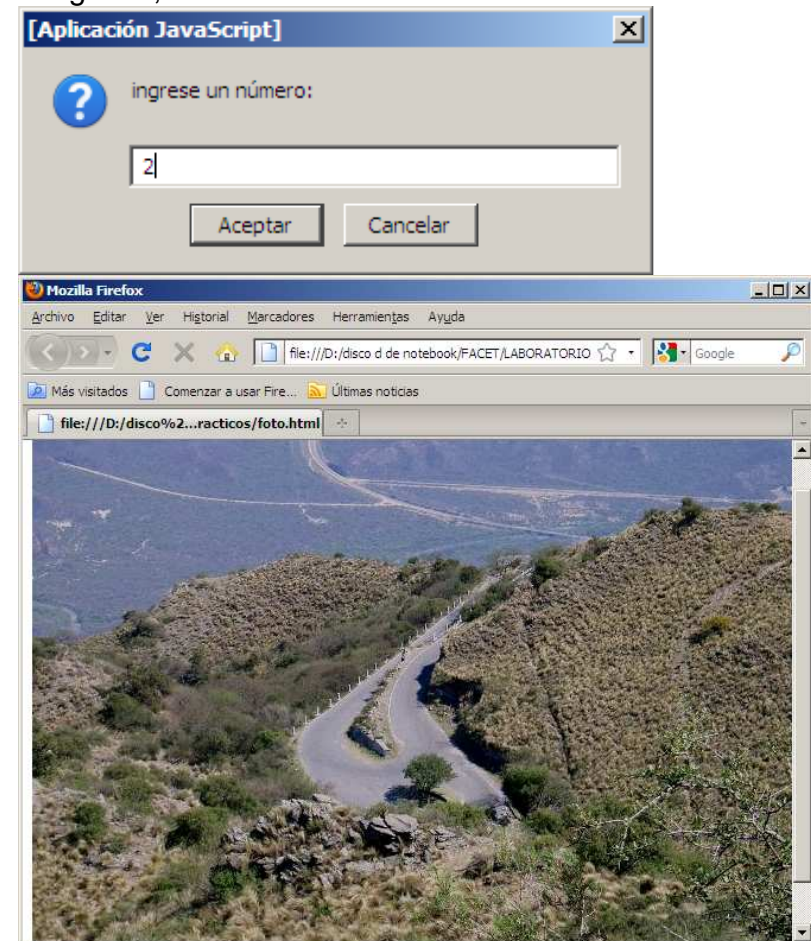 [Aplicación JavaScript]
ingrese un número:
2
Aceptar Cancelar
Mozilla Firefox
Archivo Editar Ver Historial Marcadores Herramientas Ayuda
file:///D:/disco d de notebook/FACET/LABORATORIO Google
Más visitados Comenzar a usar Fire... Últimas noticias
file:///D:/disco%2...racticos/foto.html